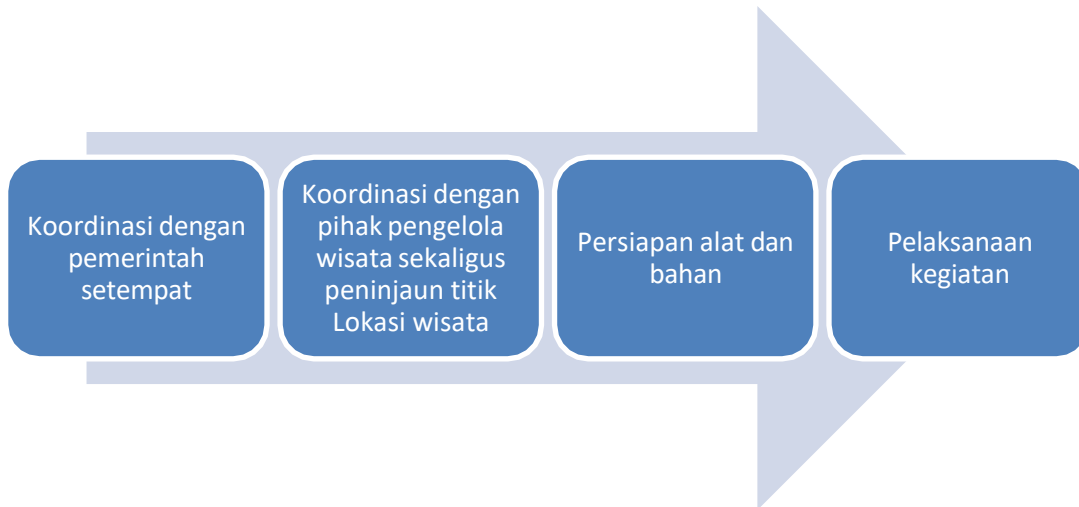 Koordinasi dengan
pemerintah
setempat
Koordinasi dengan
pihak pengelola
wisata sekaligus
peninjaun titik
Lokasi wisata
Persiapan alat dan
bahan
Pelaksanaan
kegiatan